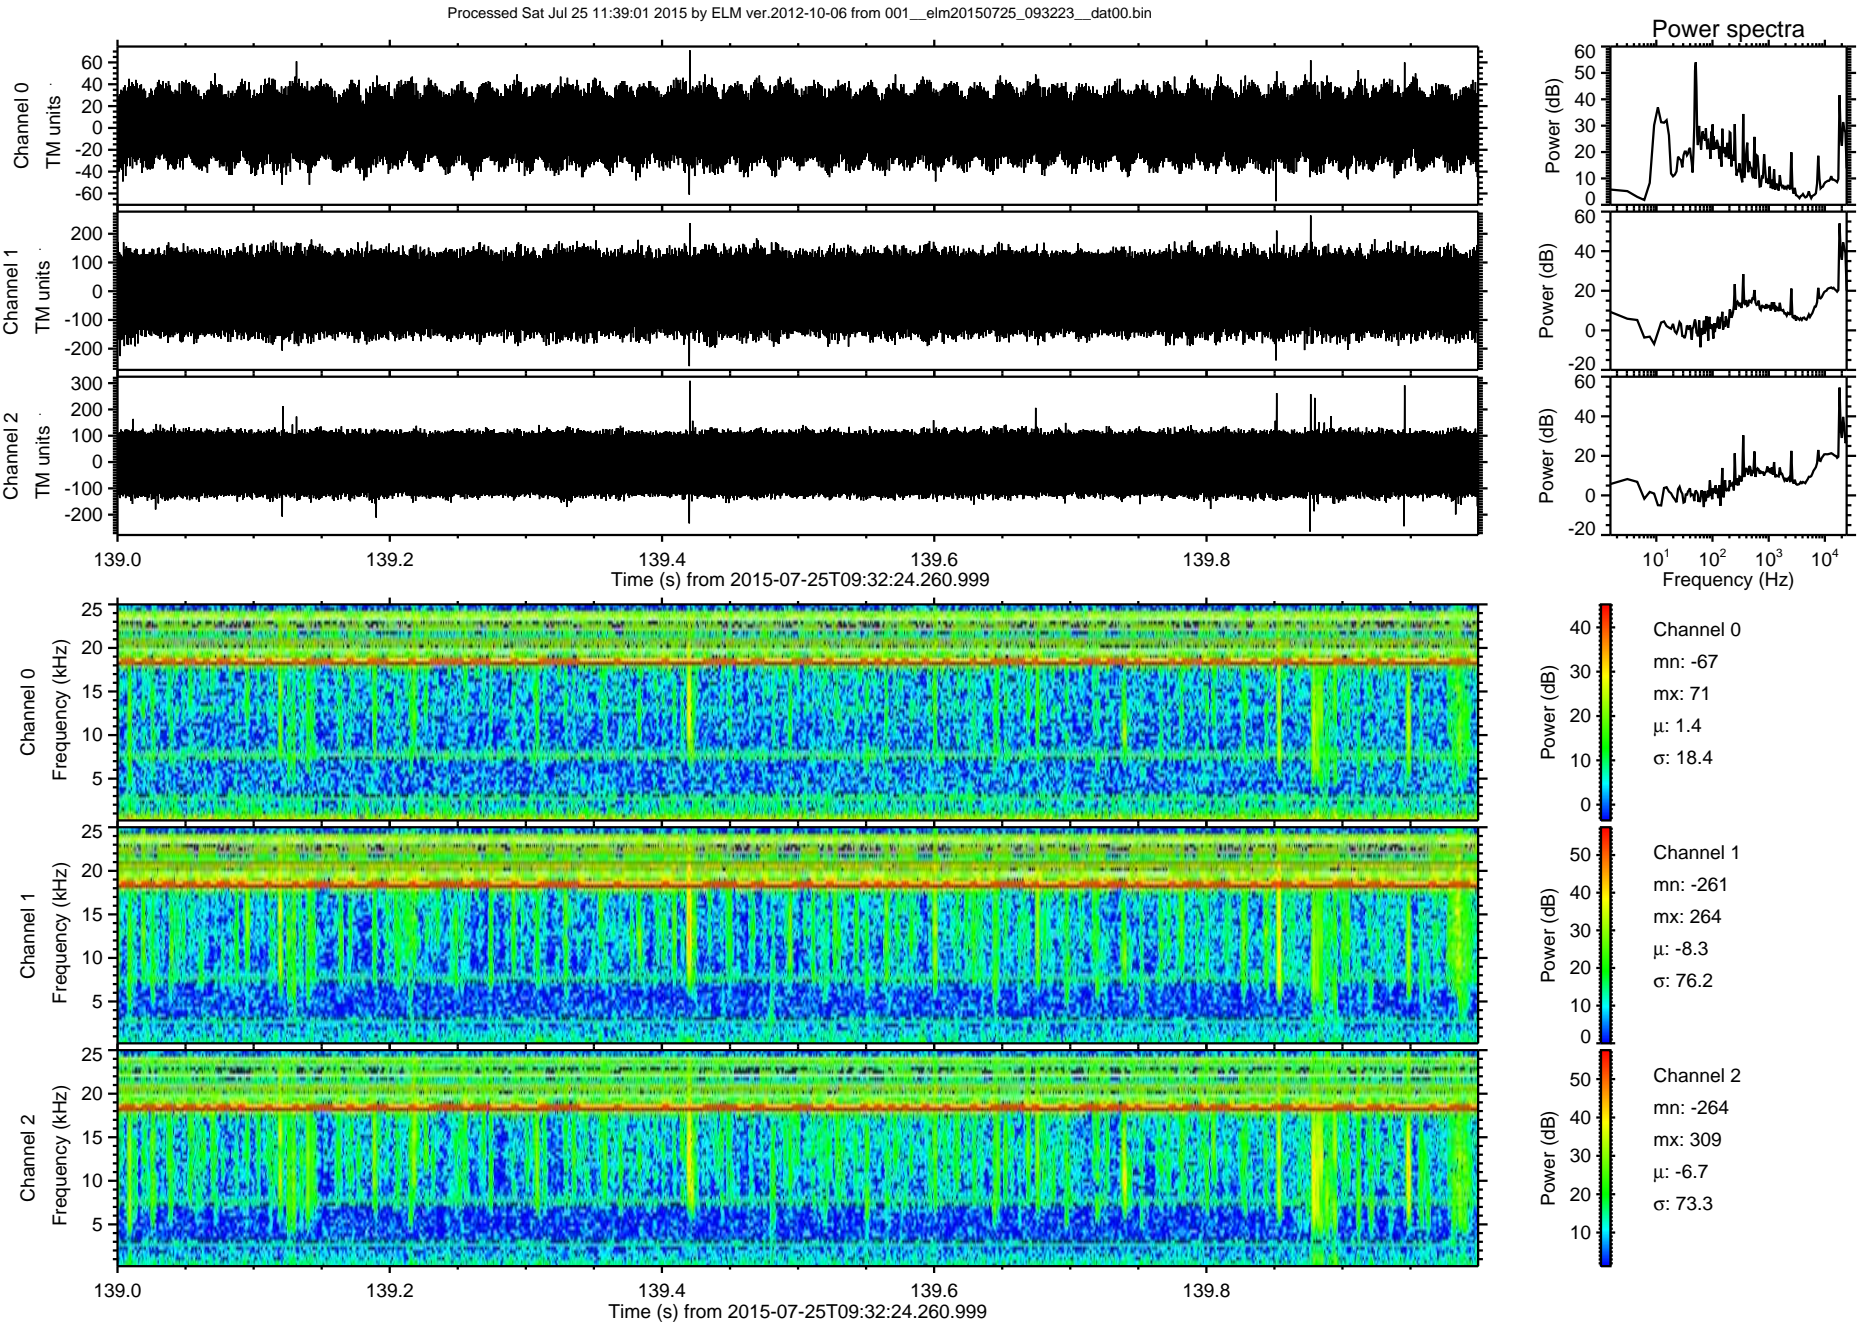 Processed Sat Jul 25 11:39:01 2015 by ELM ver.2012-10-06 from 001__elm20150725_093223__dat00.bin
Power spectra
Channel 0
TM units
60
40
20
0
-20
-40
-60
Power (dB)
60
50
40
30
20
10
0
Channel 1
TM units
200
100
0
-100
-200
Power (dB)
60
40
20
0
-20
Channel 2
TM units
300
200
100
0
-100
-200
Power (dB)
60
40
20
0
-20
139.0 139.2 139.4 139.6 139.8
Time (s) from 2015-07-25T09:32:24.260.999
10^1 10^2 10^3 10^4
Frequency (Hz)
Channel 0
Frequency (kHz)
25
20
15
10
5
Power (dB)
40
30
20
10
0
Channel 0
mn: -67
mx: 71
μ: 1.4
σ: 18.4
Channel 1
Frequency (kHz)
25
20
15
10
5
Power (dB)
50
40
30
20
10
0
Channel 1
mn: -261
mx: 264
μ: -8.3
σ: 76.2
Channel 2
Frequency (kHz)
25
20
15
10
5
Power (dB)
50
40
30
20
10
Channel 2
mn: -264
mx: 309
μ: -6.7
σ: 73.3
139.0 139.2 139.4 139.6 139.8
Time (s) from 2015-07-25T09:32:24.260.999